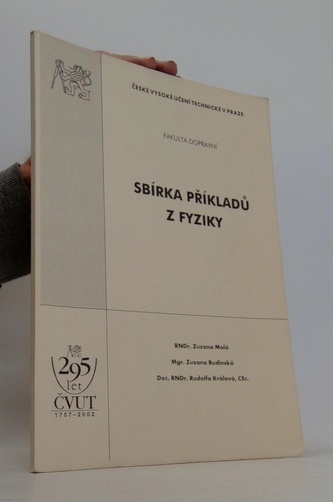 ČESKÉ VYSOKÉ UČENÍ TECHNICKÉ V PRAZE
FAKULTA DOPRAVNÍ
SBÍRKA PŘÍKLADŮ
Z FYZIKY
RNDr. Zuzana Malá
Mgr. Zuzana Budinská
Doc. RNDr. Rudolfa Králová, CSc.
295
let
ČVUT
1707-2002